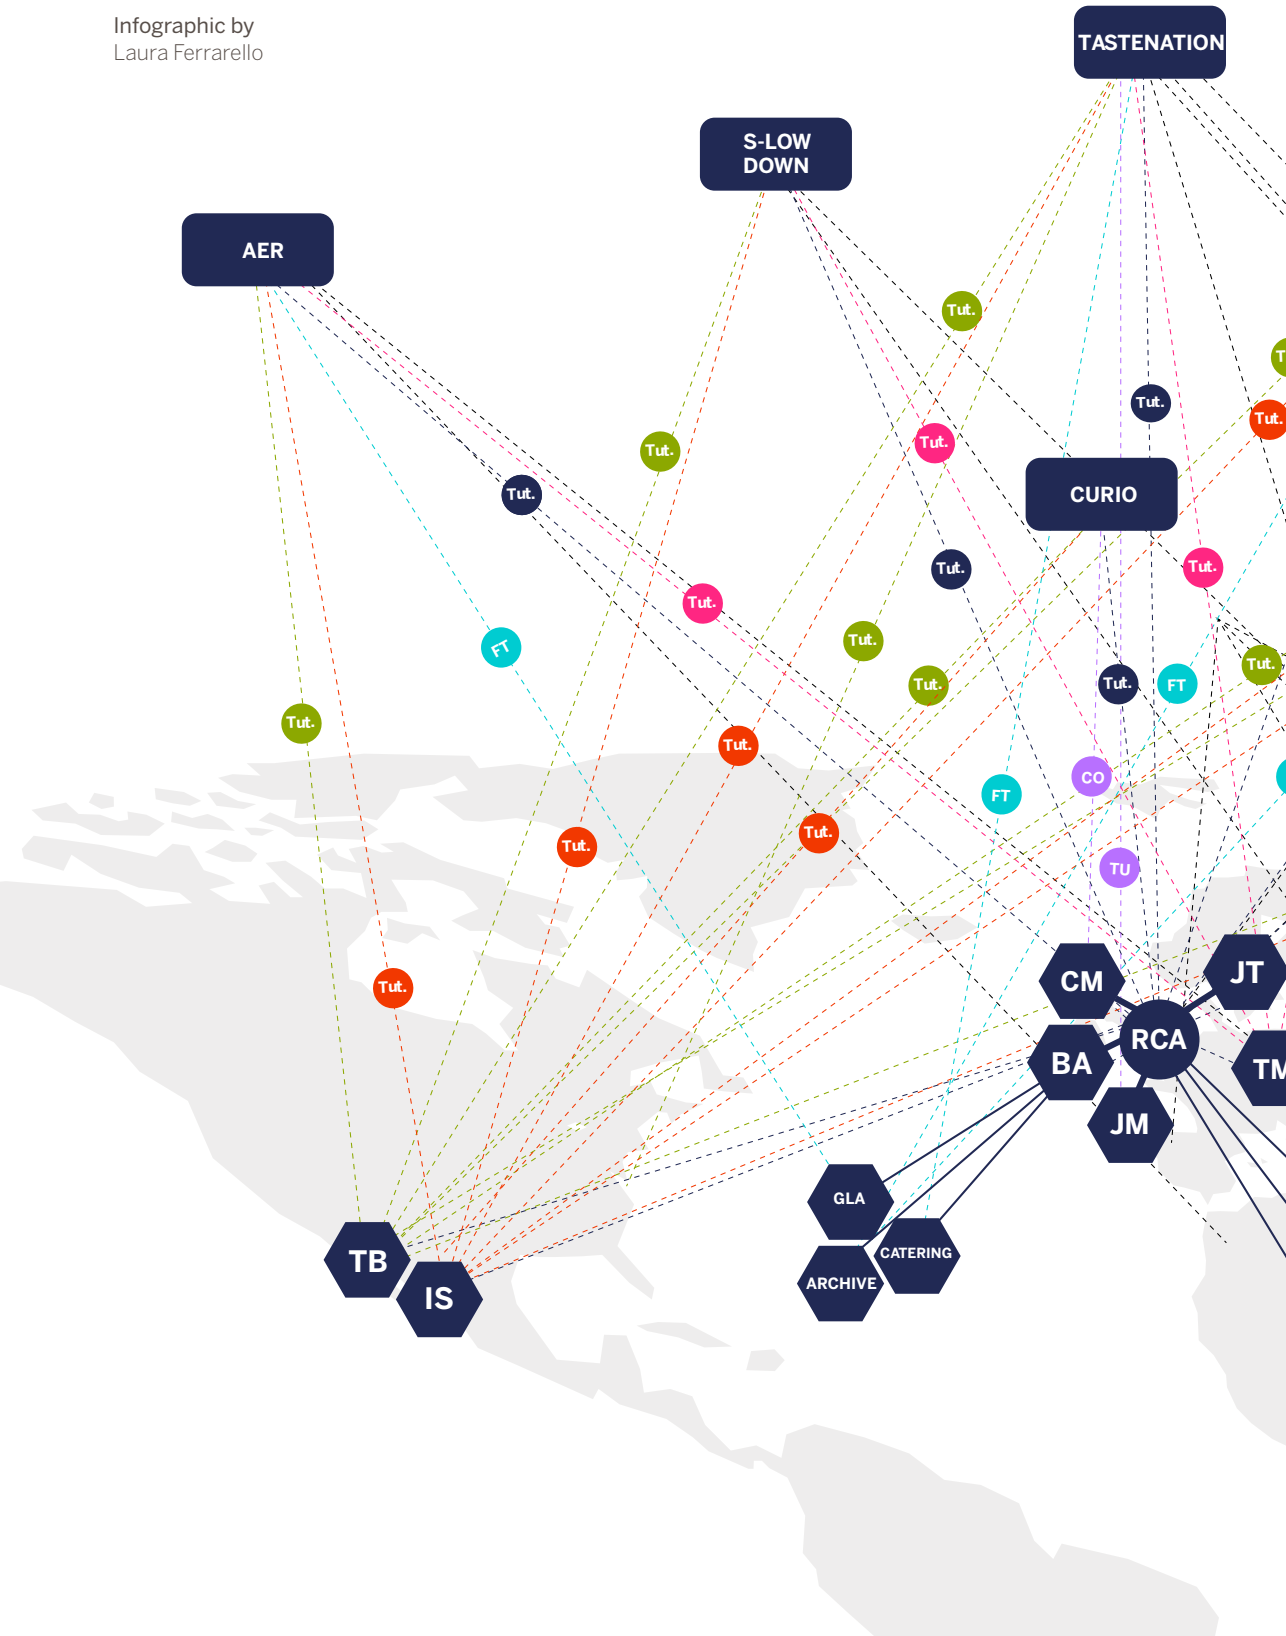 Infographic by
Laura Ferrarello
TASTENATION
S-LOW
DOWN
AER
Tut.
Tut.
Tut.
Tut.
Tut.
Tut.
CURIO
Tut.
Tut.
Tut.
Tut.
Tut.
FT
Tut.
Tut.
Tut.
FT
Tut.
Tut.
CO
FT
Tut.
Tut.
TU
CM
JT
Tut.
RCA
BA
TM
JM
GLA
TB
CATERING
ARCHIVE
IS